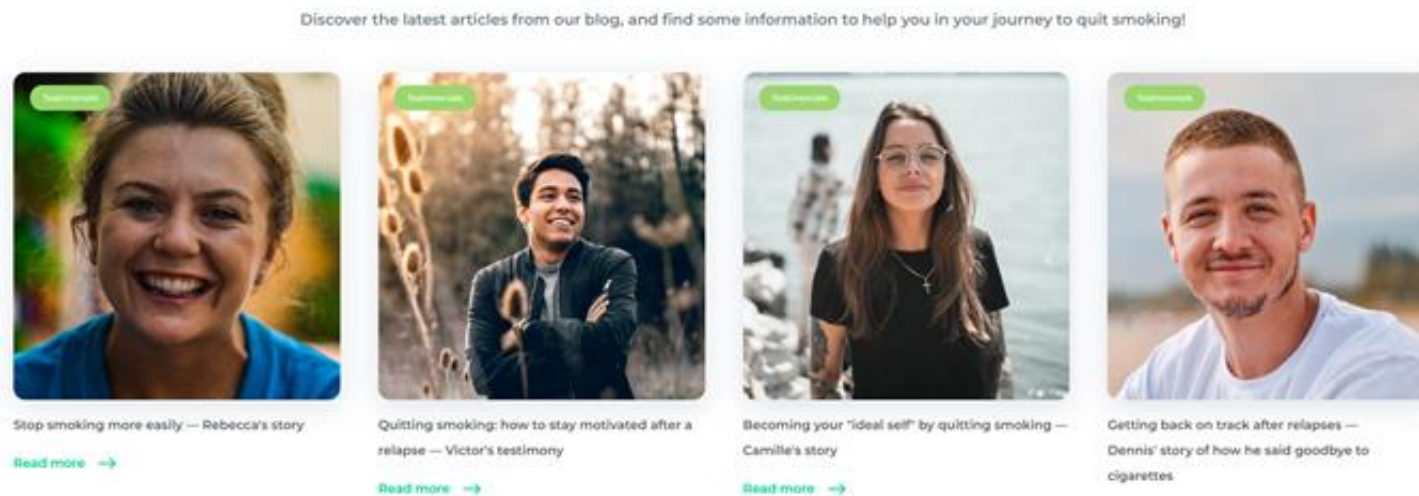 Discover the latest articles from our blog, and find some information to help you in your journey to quit smoking!
Testimonials
Testimonials
Testimonials
Testimonials
Stop smoking more easily — Rebecca's story
Read more →
Quitting smoking: how to stay motivated after a
relapse — Victor's testimony
Read more →
Becoming your "ideal self" by quitting smoking —
Camille's story
Read more →
Getting back on track after relapses —
Dennis' story of how he said goodbye to
cigarettes